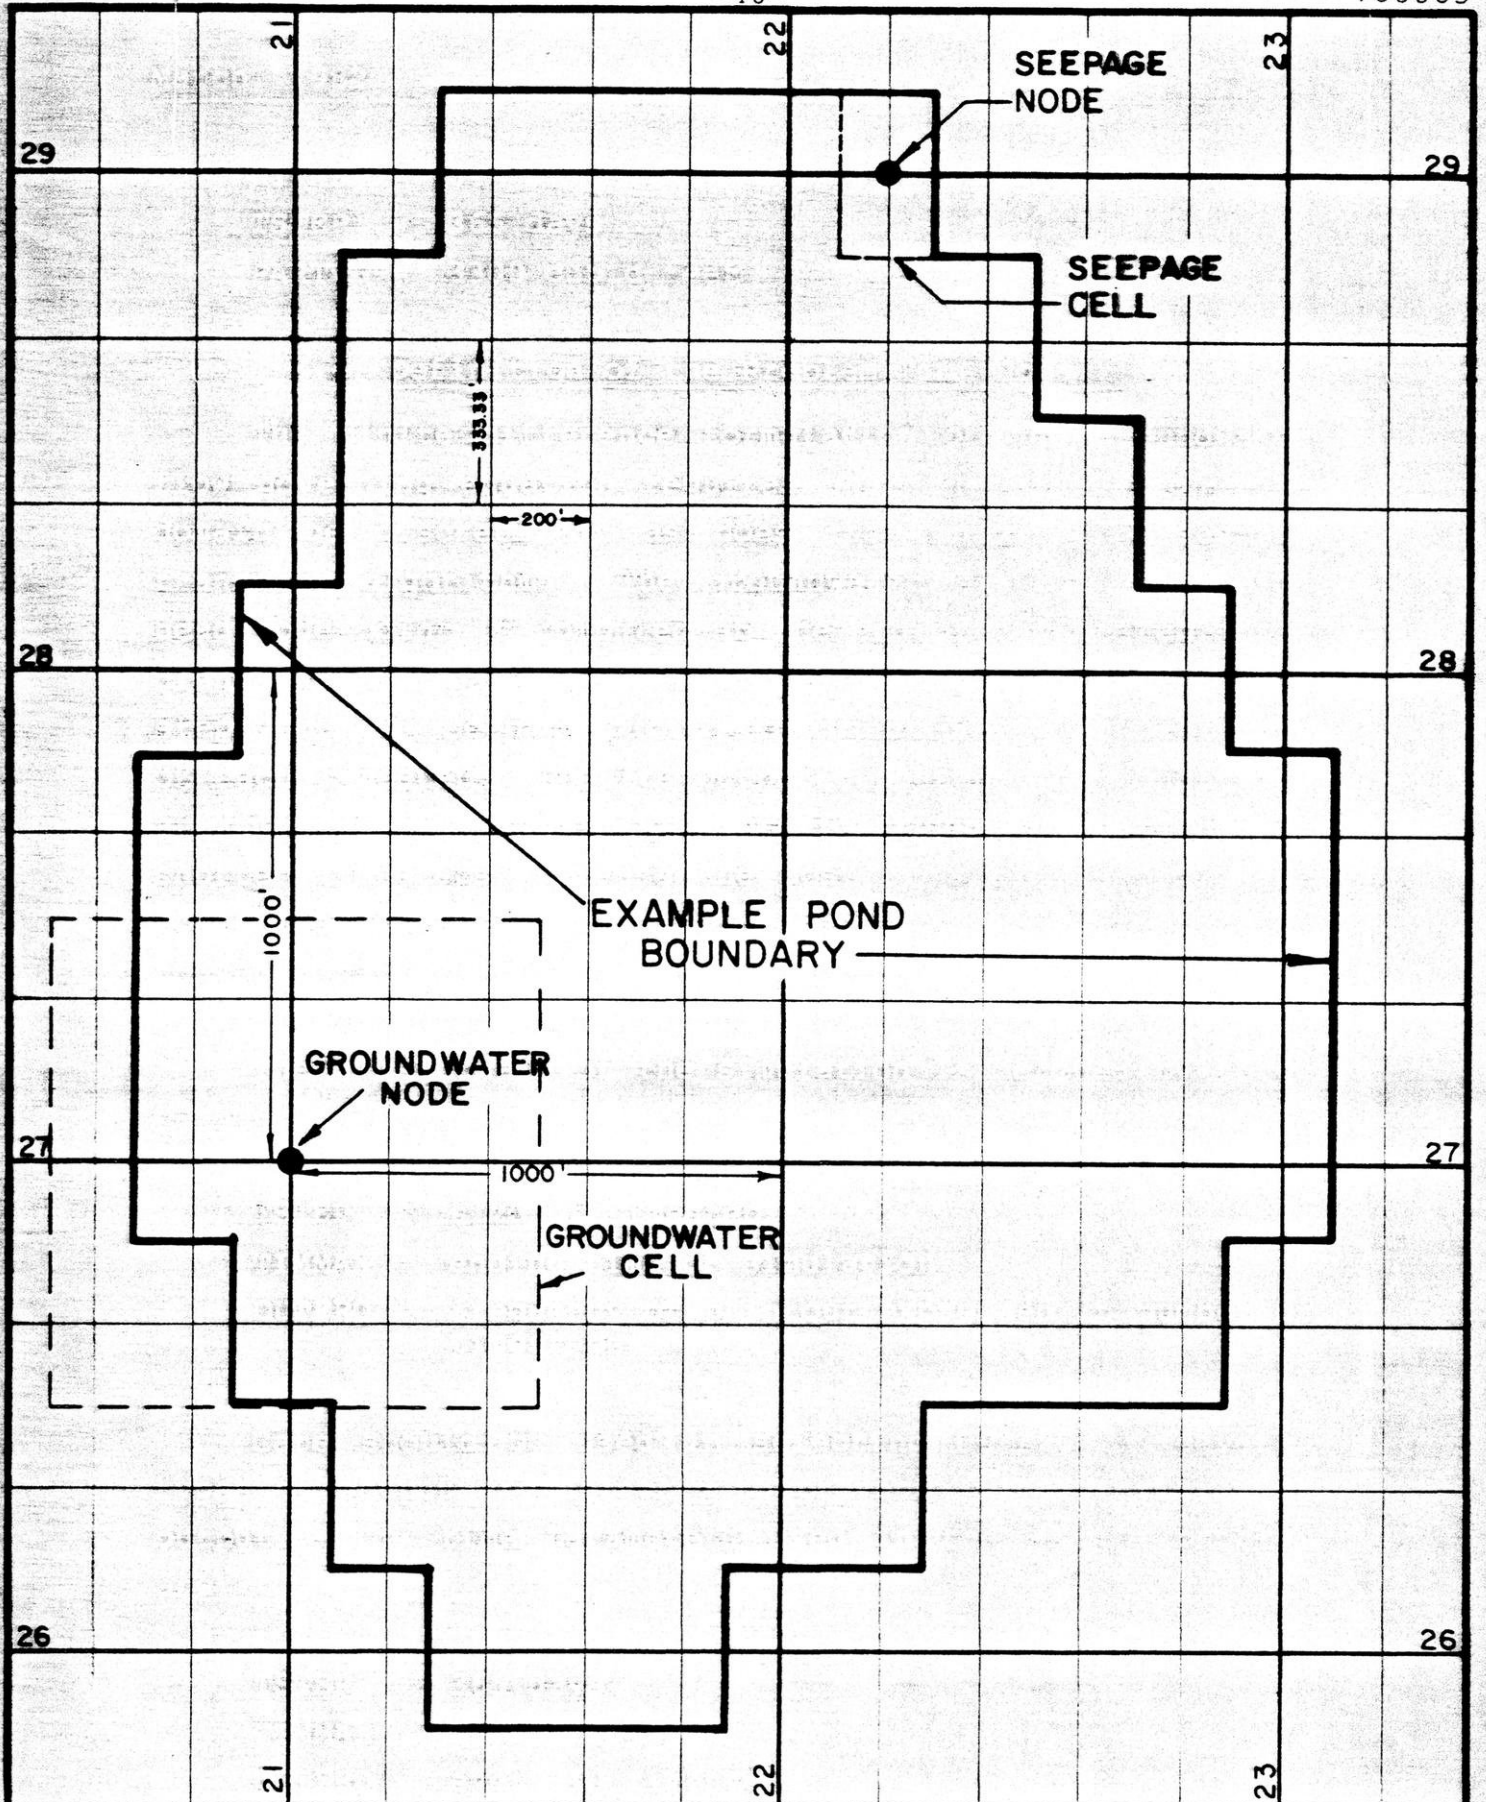 21
22
23
SEEPAGE
NODE
29
29
SEEPAGE
CELL
333.33'
200'
28
28
1000'
EXAMPLE POND
BOUNDARY
GROUNDWATER
NODE
27
27
1000'
GROUNDWATER
CELL
26
26
21
22
23